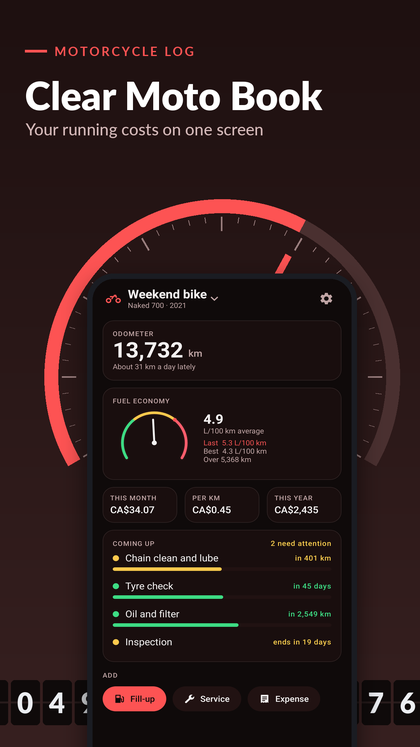 MOTORCYCLE LOG
Clear Moto Book
Your running costs on one screen
Weekend bike
Naked 700 · 2021
ODOMETER
13,732 km
About 31 km a day lately
FUEL ECONOMY
4.9
L/100 km average
Last 5.3 L/100 km
Best 4.3 L/100 km
Over 5,368 km
THIS MONTH
CA$34.07
PER KM
CA$0.45
THIS YEAR
CA$2,435
COMING UP
2 need attention
Chain clean and lube
in 401 km
Tyre check
in 45 days
Oil and filter
in 2,549 km
Inspection
ends in 19 days
ADD
Fill-up
Service
Expense
0 4
7 6